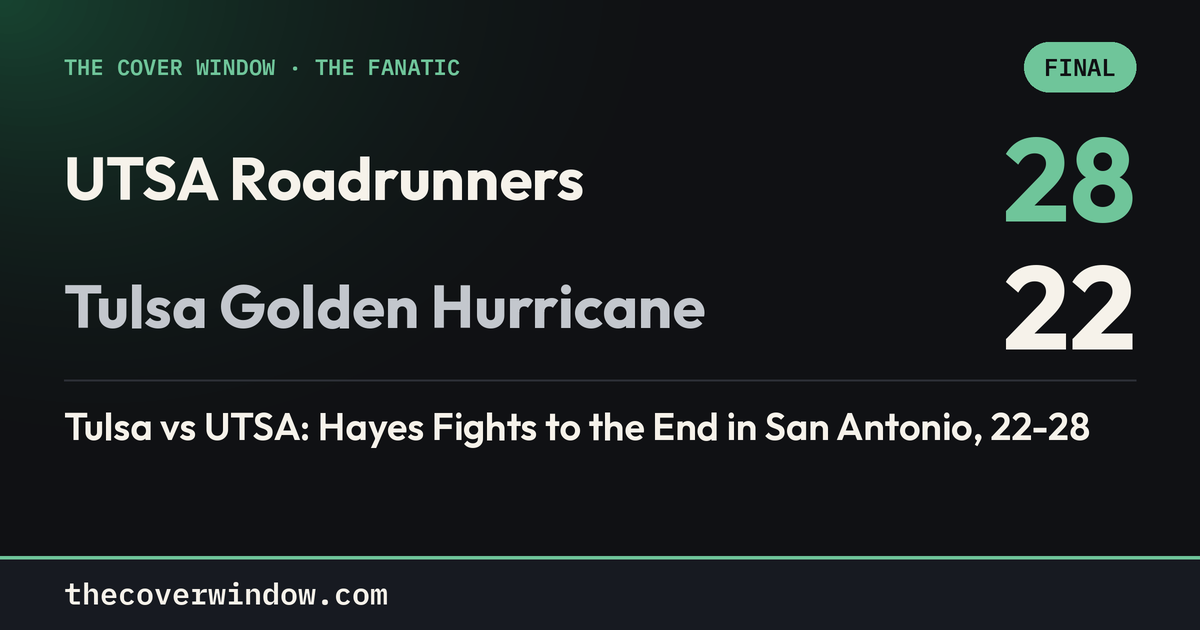 THE COVER WINDOW · THE FANATIC
FINAL
UTSA Roadrunners 28
Tulsa Golden Hurricane 22
Tulsa vs UTSA: Hayes Fights to the End in San Antonio, 22-28
thecoverwindow.com